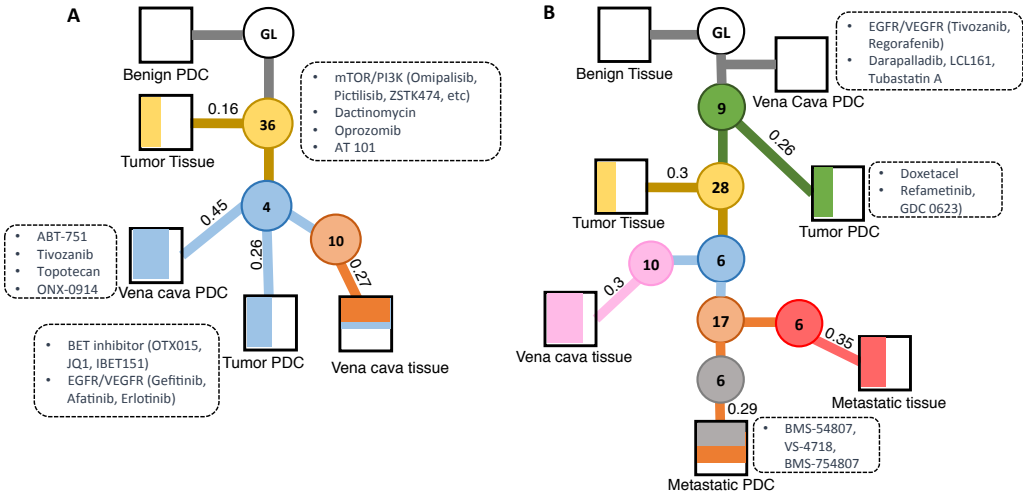 A
GL
Benign PDC
• mTOR/PI3K (Omipalisib,
Pictilisib, ZSTK474, etc)
• Dactinomycin
• Oprozomib
• AT 101
0.16
36
Tumor Tissue
0.45
4
0.26
10
0.27
• ABT-751
• Tivozanib
• Topotecan
• ONX-0914
Vena cava PDC
Tumor PDC
Vena cava tissue
• BET inhibitor (OTX015,
JQ1, IBET151)
• EGFR/VEGFR (Gefitinib,
Afatinib, Erlotinib)
B
GL
Benign Tissue
Vena Cava PDC
• EGFR/VEGFR (Tivozanib,
Regorafenib)
• Darapalladib, LCL161,
Tubastatin A
9
0.26
0.3
28
Tumor Tissue
Tumor PDC
• Doxetacel
• Refametinib,
GDC 0623)
10
6
0.3
Vena cava tissue
17
6
0.35
Metastatic tissue
6
0.29
Metastatic PDC
• BMS-54807,
VS-4718,
BMS-754807